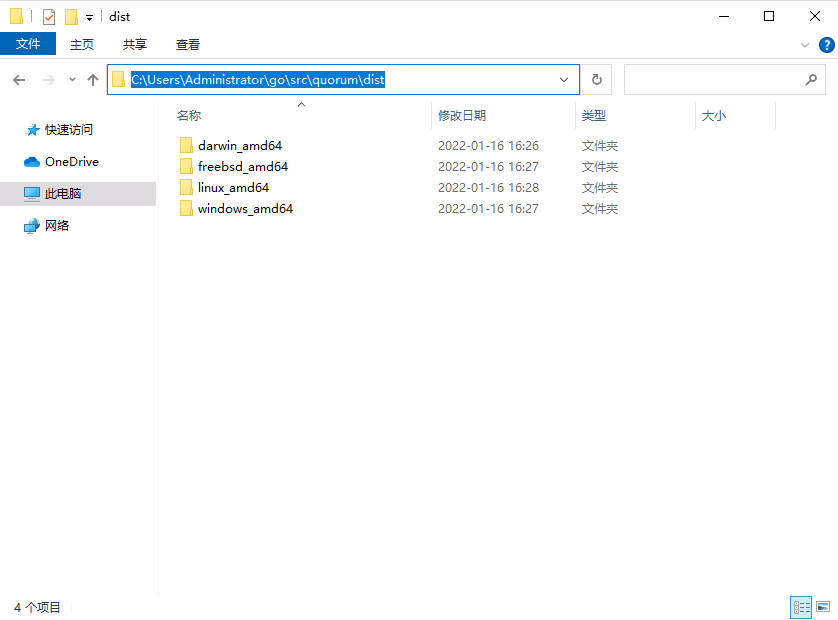 dist
文件 主页 共享 查看
C:\Users\Administrator\go\src\quorum\dist
名称 修改日期 类型 大小
快速访问
OneDrive
此电脑
网络
darwin_amd64 2022-01-16 16:26 文件夹
freebsd_amd64 2022-01-16 16:27 文件夹
linux_amd64 2022-01-16 16:28 文件夹
windows_amd64 2022-01-16 16:27 文件夹
4 个项目